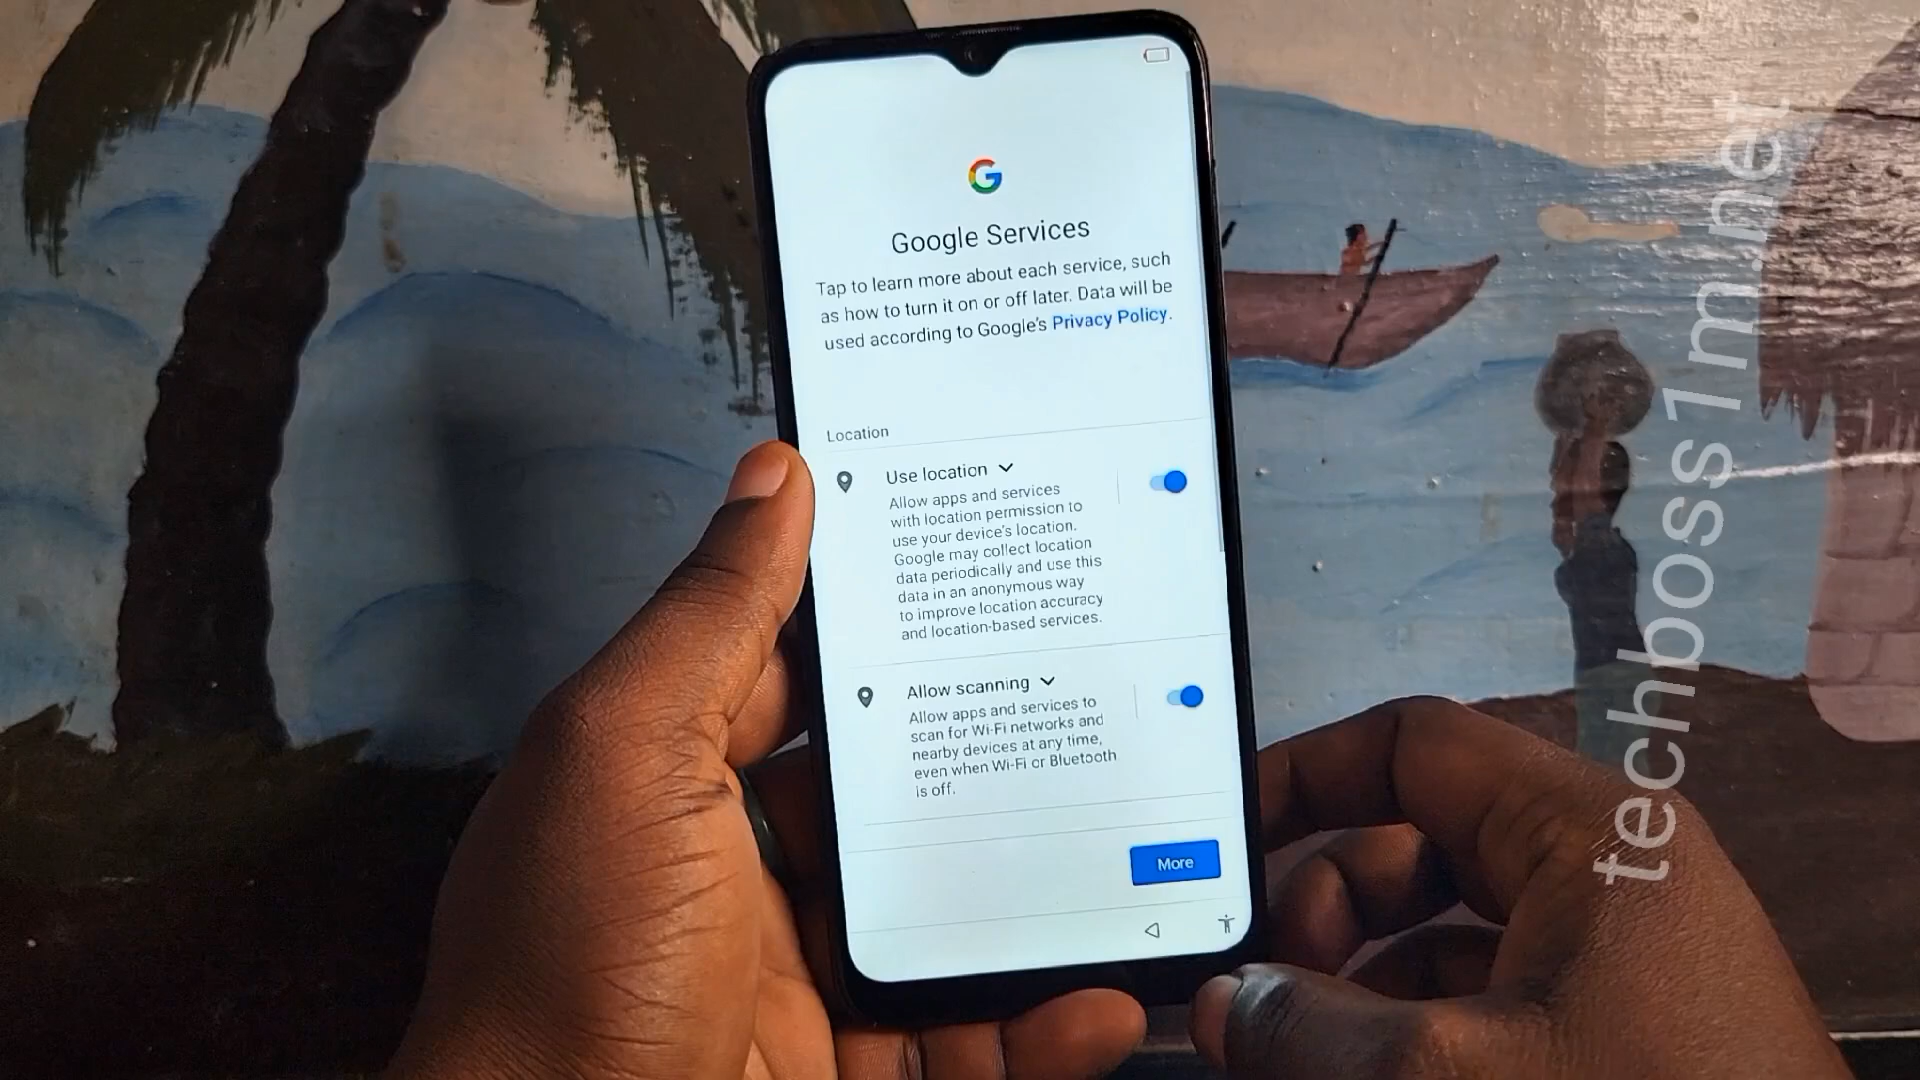 Google Services
Tap to learn more about each service, such
as how to turn it on or off later. Data will be
used according to Google's Privacy Policy.
Location
Use location
Allow apps and services
with location permission to
use your device's location.
Google may collect location
data periodically and use this
data in an anonymous way
to improve location accuracy
and location-based services.
Allow scanning
Allow apps and services to
scan for Wi-Fi networks and
nearby devices at any time,
even when Wi-Fi or Bluetooth
is off.
More
techboss1m.net